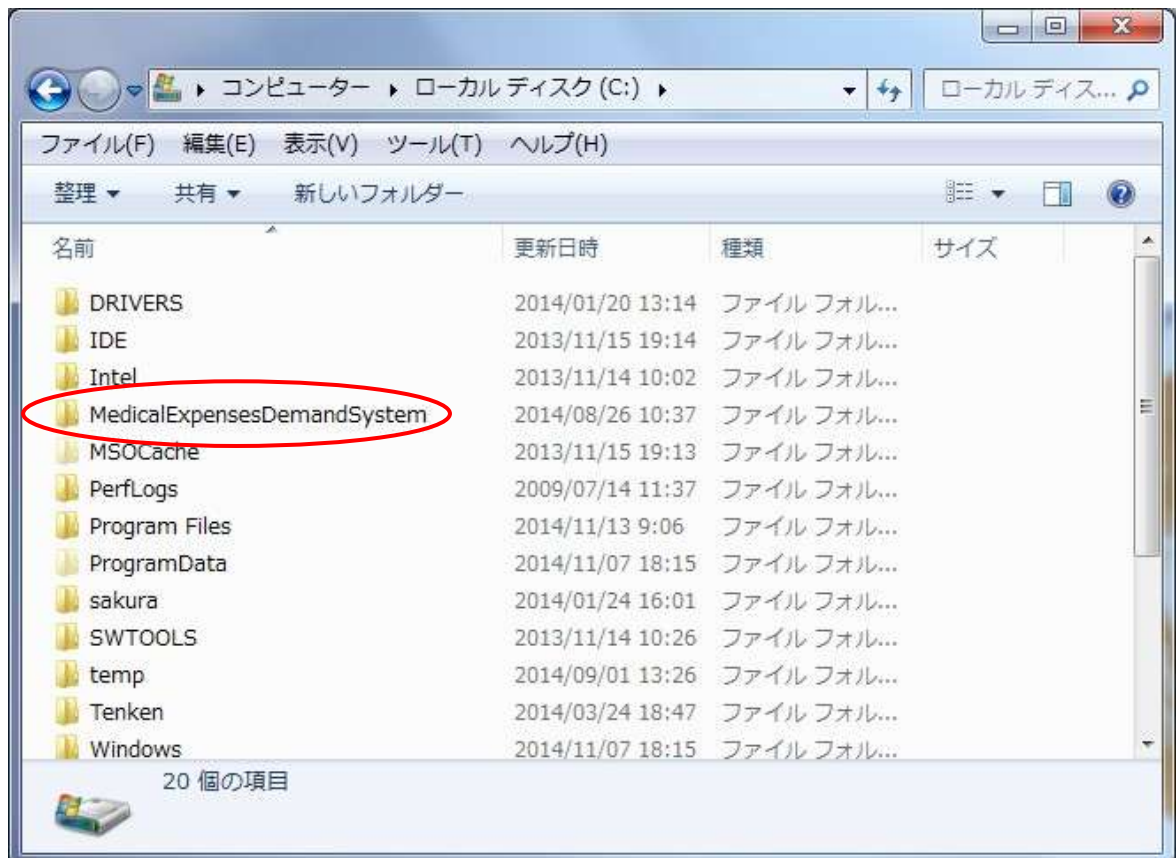 コンピューター ローカル ディスク (C:) ローカル ディス...
ファイル(F) 編集(E) 表示(V) ツール(T) ヘルプ(H)
整理 共有 新しいフォルダー
名前 更新日時 種類 サイズ
DRIVERS 2014/01/20 13:14 ファイル フォル...
IDE 2013/11/15 19:14 ファイル フォル...
Intel 2013/11/14 10:02 ファイル フォル...
MedicalExpensesDemandSystem 2014/08/26 10:37 ファイル フォル...
MSOCache 2013/11/15 19:13 ファイル フォル...
PerfLogs 2009/07/14 11:37 ファイル フォル...
Program Files 2014/11/13 9:06 ファイル フォル...
ProgramData 2014/11/07 18:15 ファイル フォル...
sakura 2014/01/24 16:01 ファイル フォル...
SWTOOLS 2013/11/14 10:26 ファイル フォル...
temp 2014/09/01 13:26 ファイル フォル...
Tenken 2014/03/24 18:47 ファイル フォル...
Windows 2014/11/07 18:15 ファイル フォル...
20 個の項目